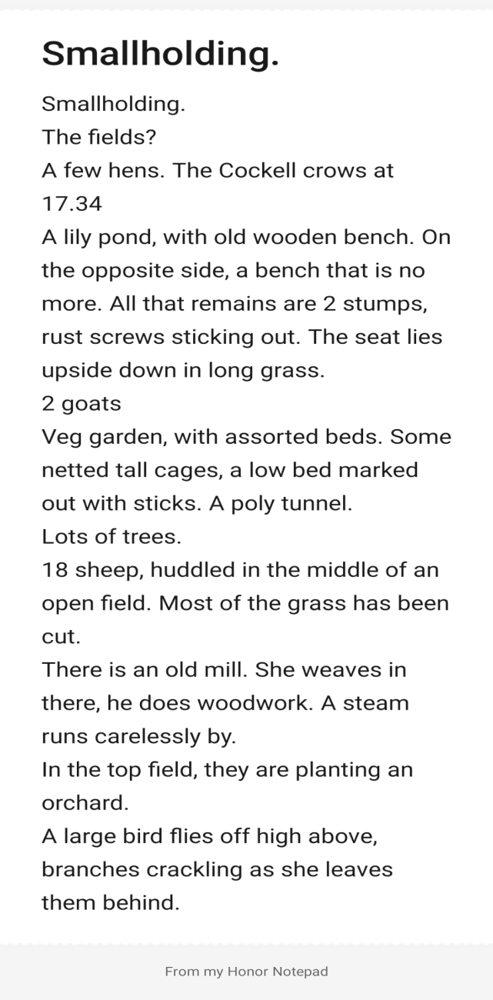 Smallholding.
Smallholding.
The fields?
A few hens. The Cockell crows at
17.34
A lily pond, with old wooden bench. On
the opposite side, a bench that is no
more. All that remains are 2 stumps,
rust screws sticking out. The seat lies
upside down in long grass.
2 goats
Veg garden, with assorted beds. Some
netted tall cages, a low bed marked
out with sticks. A poly tunnel.
Lots of trees.
18 sheep, huddled in the middle of an
open field. Most of the grass has been
cut.
There is an old mill. She weaves in
there, he does woodwork. A steam
runs carelessly by.
In the top field, they are planting an
orchard.
A large bird flies off high above,
branches crackling as she leaves
them behind.
From my Honor Notepad